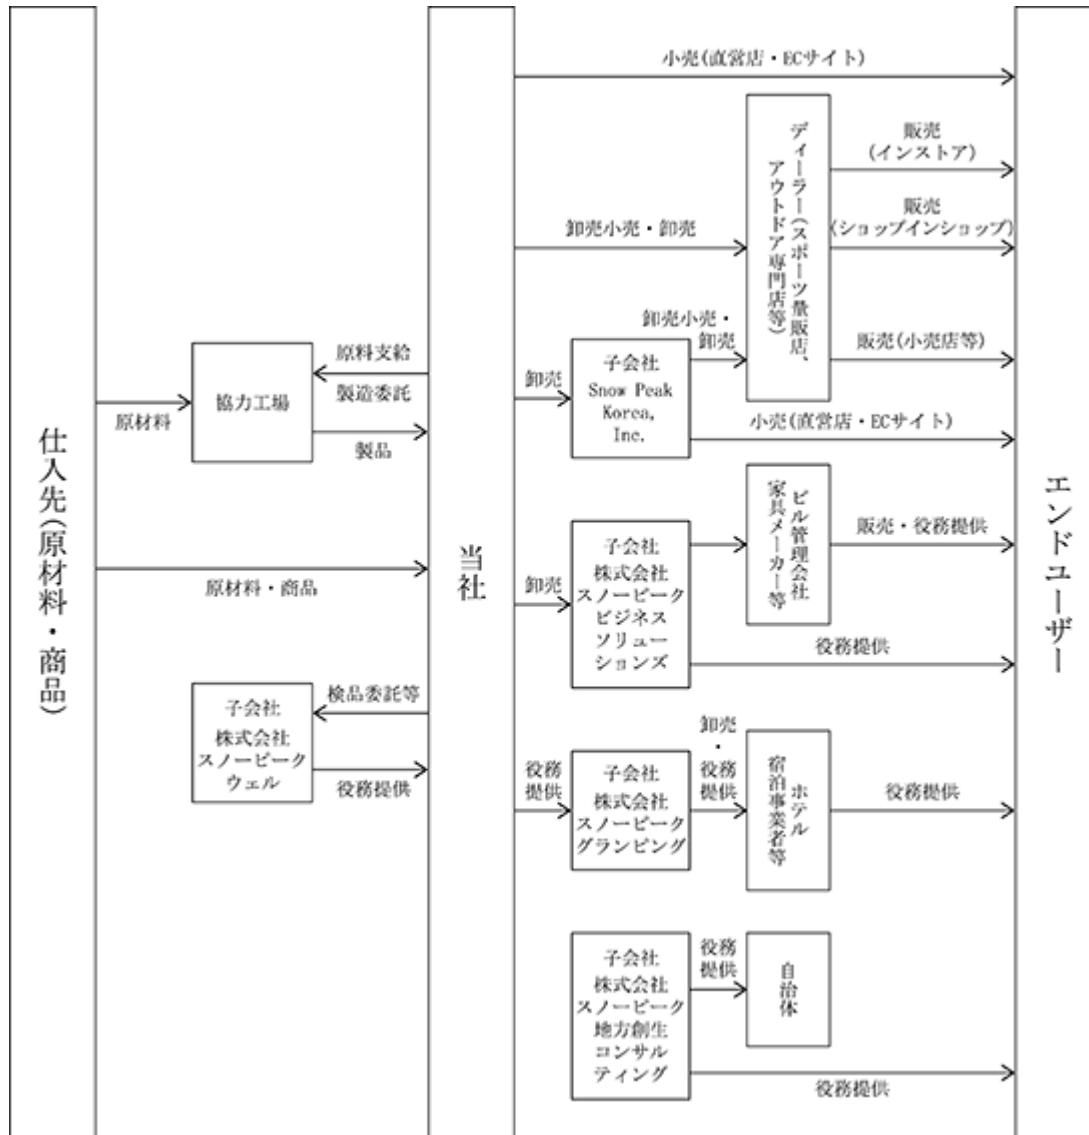 仕入先(原材料・商品)
原材料
協力工場
原料支給
製造委託
製品
原材料・商品
子会社
株式会社
スノーピーク
ウェル
検品委託等
役務提供
当社
小売(直営店・ECサイト)
卸売小売・卸売
ディーラー(スポーツ量販店、
アウトドア専門店等)
販売
(インストア)
販売
(ショップインショップ)
販売(小売店等)
卸売
子会社
Snow Peak
Korea,
Inc.
卸売小売・
卸売
小売(直営店・ECサイト)
卸売
子会社
株式会社
スノーピーク
ビジネス
ソリュー
ションズ
ビル管理会社
家具メーカー等
販売・役務提供
役務提供
役務
提供
子会社
株式会社
スノーピーク
グランピング
卸売
・
役務
提供
ホテル
宿泊事業者等
役務提供
子会社
株式会社
スノーピーク
地方創生
コンサル
ティング
役務
提供
自治体
役務提供
エンドユーザー